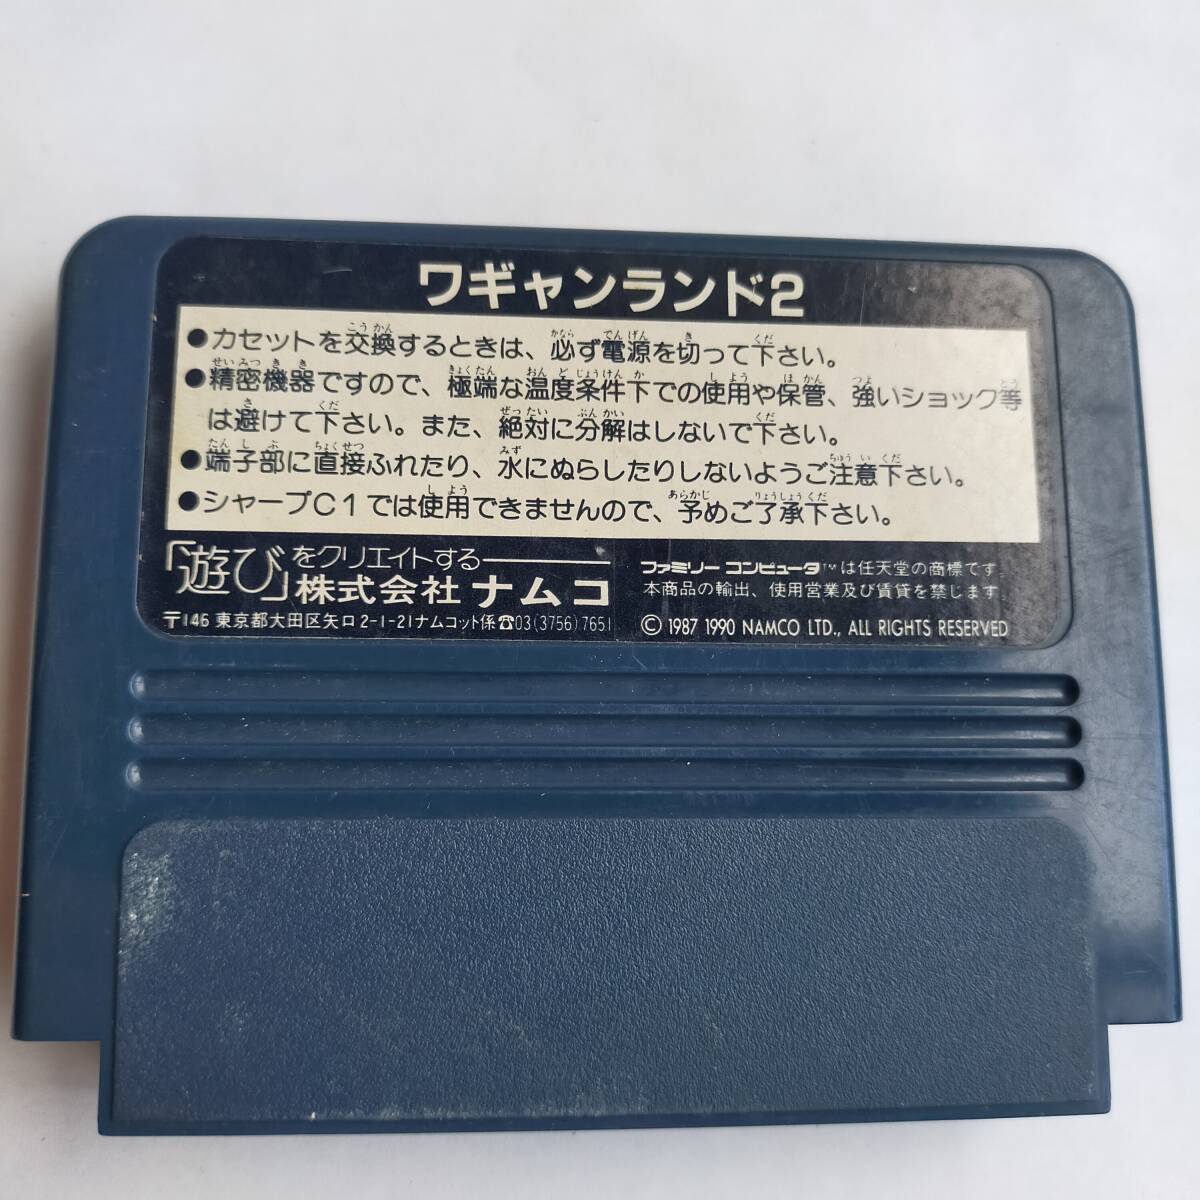 ワギャンランド2
●カセットを交換するときは、必ず電源を切って下さい。
●精密機器ですので、極端な温度条件下での使用や保管、強いショック等
は避けて下さい。また、絶対に分解はしないで下さい。
●端子部に直接ふれたり、水にぬらしたりしないようご注意下さい。
●シャープC1では使用できませんので、予めご了承下さい。
「遊び」をクリエイトする
株式会社ナムコ
〒146 東京都大田区矢口2-1-21ナムコット係☎03(3756)7651
ファミリー コンピュータ™は任天堂の商標です。
本商品の輸出、使用営業及び賃貸を禁じます。
© 1987 1990 NAMCO LTD., ALL RIGHTS RESERVED